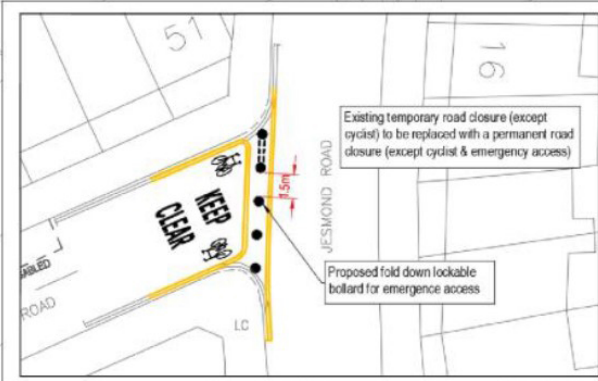 51
16
Existing temporary road closure (except
cyclist) to be replaced with a permanent road
closure (except cyclist & emergency access)
JESMOND ROAD
1.5m
KEEP
CLEAR
Proposed fold down lockable
bollard for emergence access
ROAD
LC